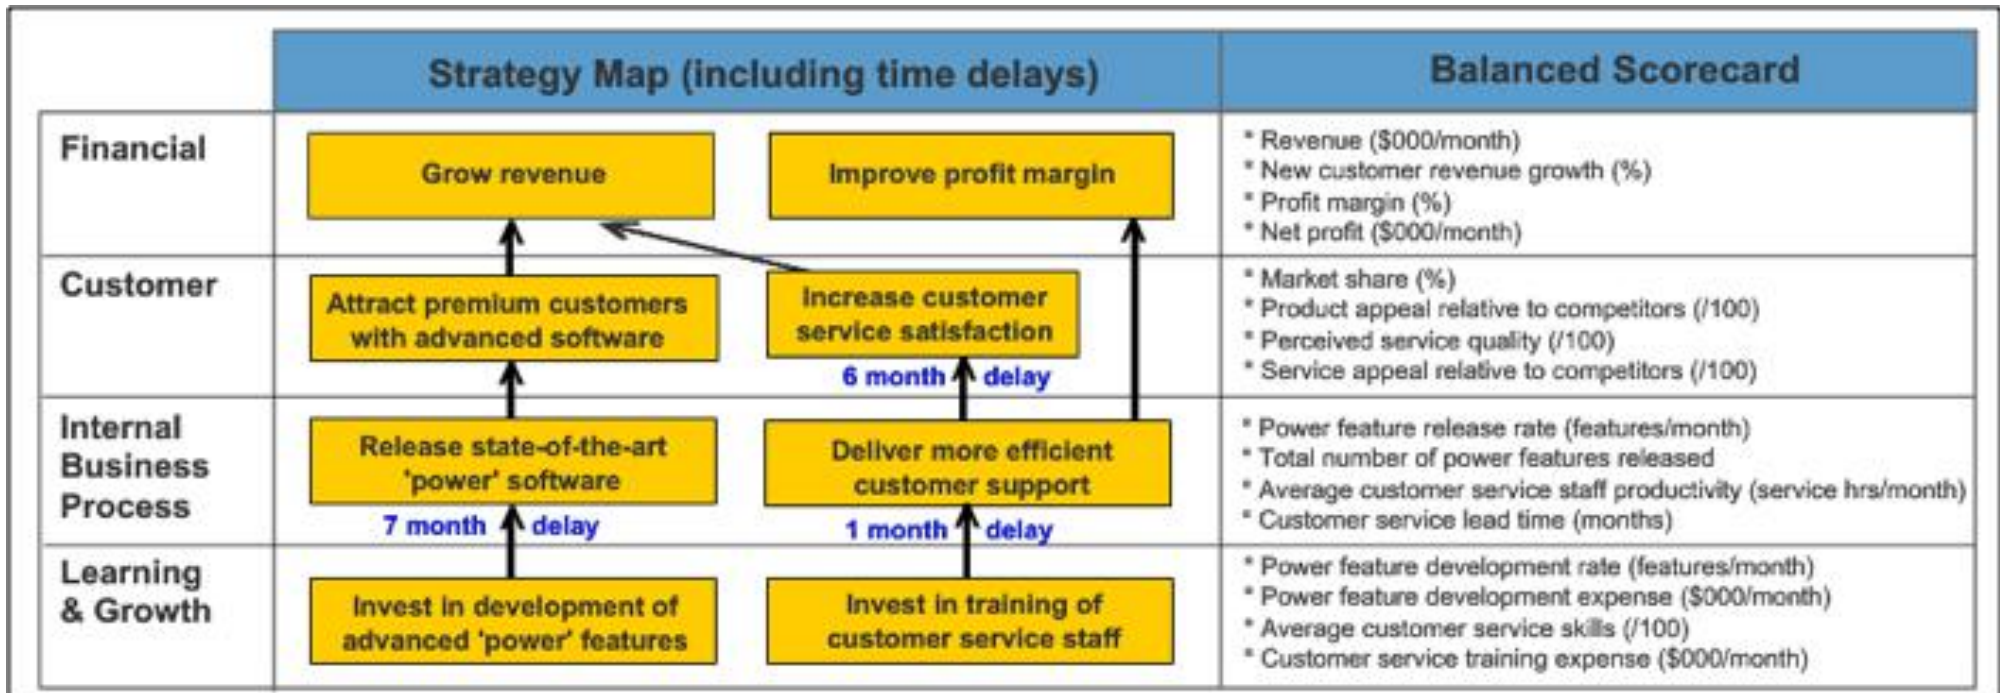 Strategy Map (including time delays)
Balanced Scorecard
Financial
Grow revenue
Improve profit margin
* Revenue ($000/month)
* New customer revenue growth (%)
* Profit margin (%)
* Net profit ($000/month)
Customer
Attract premium customers
with advanced software
Increase customer
service satisfaction
6 month delay
* Market share (%)
* Product appeal relative to competitors (/100)
* Perceived service quality (/100)
* Service appeal relative to competitors (/100)
Internal
Business
Process
Release state-of-the-art
'power' software
7 month delay
Deliver more efficient
customer support
1 month delay
* Power feature release rate (features/month)
* Total number of power features released
* Average customer service staff productivity (service hrs/month)
* Customer service lead time (months)
Learning
& Growth
Invest in development of
advanced 'power' features
Invest in training of
customer service staff
* Power feature development rate (features/month)
* Power feature development expense ($000/month)
* Average customer service skills (/100)
* Customer service training expense ($000/month)